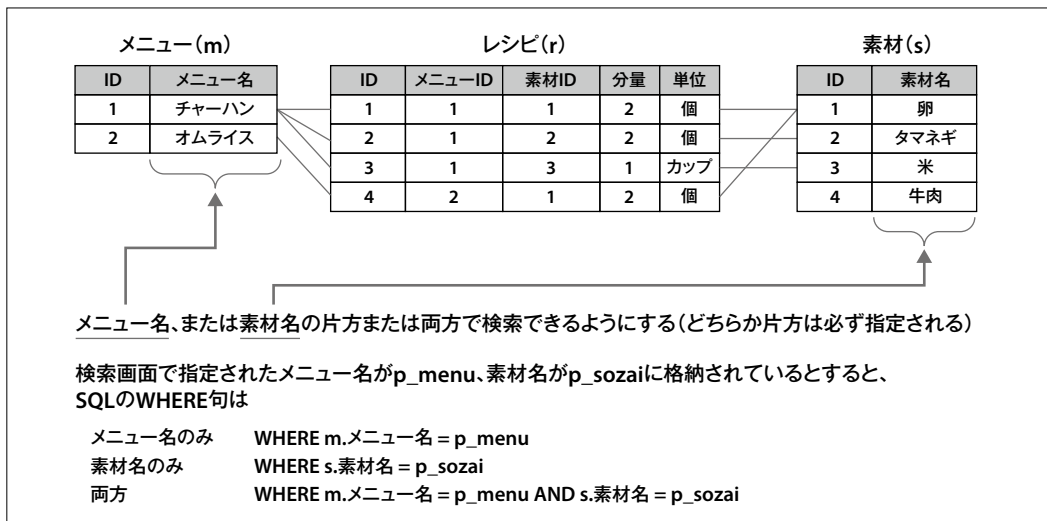 メニュー（m） レシピ（r） 素材（s）
ID メニュー名 ID メニューID 素材ID 分量 単位 ID 素材名
1 チャーハン 1 1 1 2 個 1 卵
2 オムライス 2 1 2 2 個 2 タマネギ
3 1 3 1 カップ 3 米
4 2 1 2 個 4 牛肉
メニュー名、または素材名の片方または両方で検索できるようにする（どちらか片方は必ず指定される）
検索画面で指定されたメニュー名がp_menu、素材名がp_sozaiに格納されているとすると、
SQLのWHERE句は
メニュー名のみ WHERE m.メニュー名 = p_menu
素材名のみ WHERE s.素材名 = p_sozai
両方 WHERE m.メニュー名 = p_menu AND s.素材名 = p_sozai